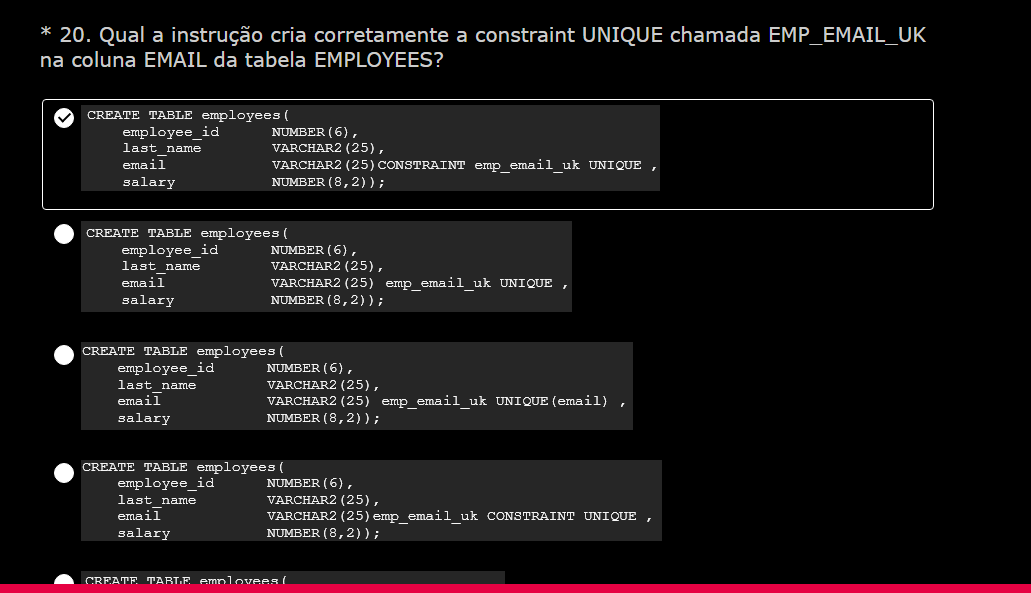 * 20. Qual a instrução cria corretamente a constraint UNIQUE chamada EMP_EMAIL_UK
na coluna EMAIL da tabela EMPLOYEES?
CREATE TABLE employees(
employee_id NUMBER(6),
last_name VARCHAR2(25),
email VARCHAR2(25)CONSTRAINT emp_email_uk UNIQUE ,
salary NUMBER(8,2));
CREATE TABLE employees(
employee_id NUMBER(6),
last_name VARCHAR2(25),
email VARCHAR2(25) emp_email_uk UNIQUE ,
salary NUMBER(8,2));
CREATE TABLE employees(
employee_id NUMBER(6),
last_name VARCHAR2(25),
email VARCHAR2(25) emp_email_uk UNIQUE(email) ,
salary NUMBER(8,2));
CREATE TABLE employees(
employee_id NUMBER(6),
last_name VARCHAR2(25),
email VARCHAR2(25)emp_email_uk CONSTRAINT UNIQUE ,
salary NUMBER(8,2));
CREATE TABLE employees(